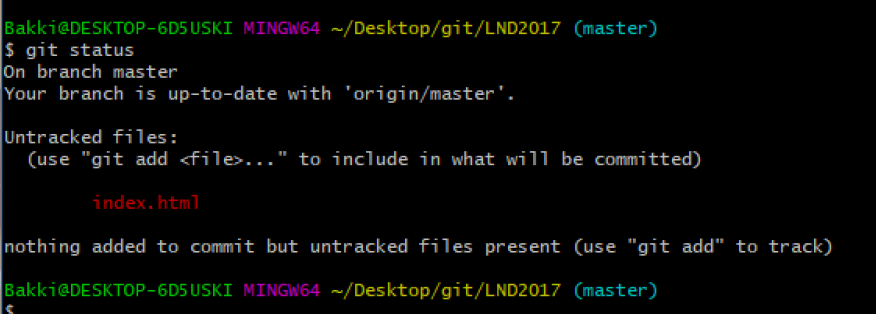 Bakki@DESKTOP-6D5USKI MINGW64 ~/Desktop/git/LND2017 (master)
$ git status
On branch master
Your branch is up-to-date with 'origin/master'.
Untracked files:
(use "git add <file>..." to include in what will be committed)
index.html
nothing added to commit but untracked files present (use "git add" to track)
Bakki@DESKTOP-6D5USKI MINGW64 ~/Desktop/git/LND2017 (master)
$